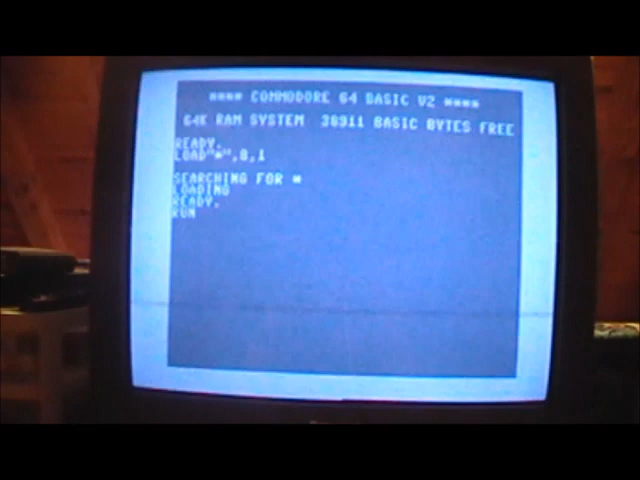 **** COMMODORE 64 BASIC V2 ****
64K RAM SYSTEM 38911 BASIC BYTES FREE
READY.
LOAD"*",8,1
SEARCHING FOR *
LOADING
READY.
RUN